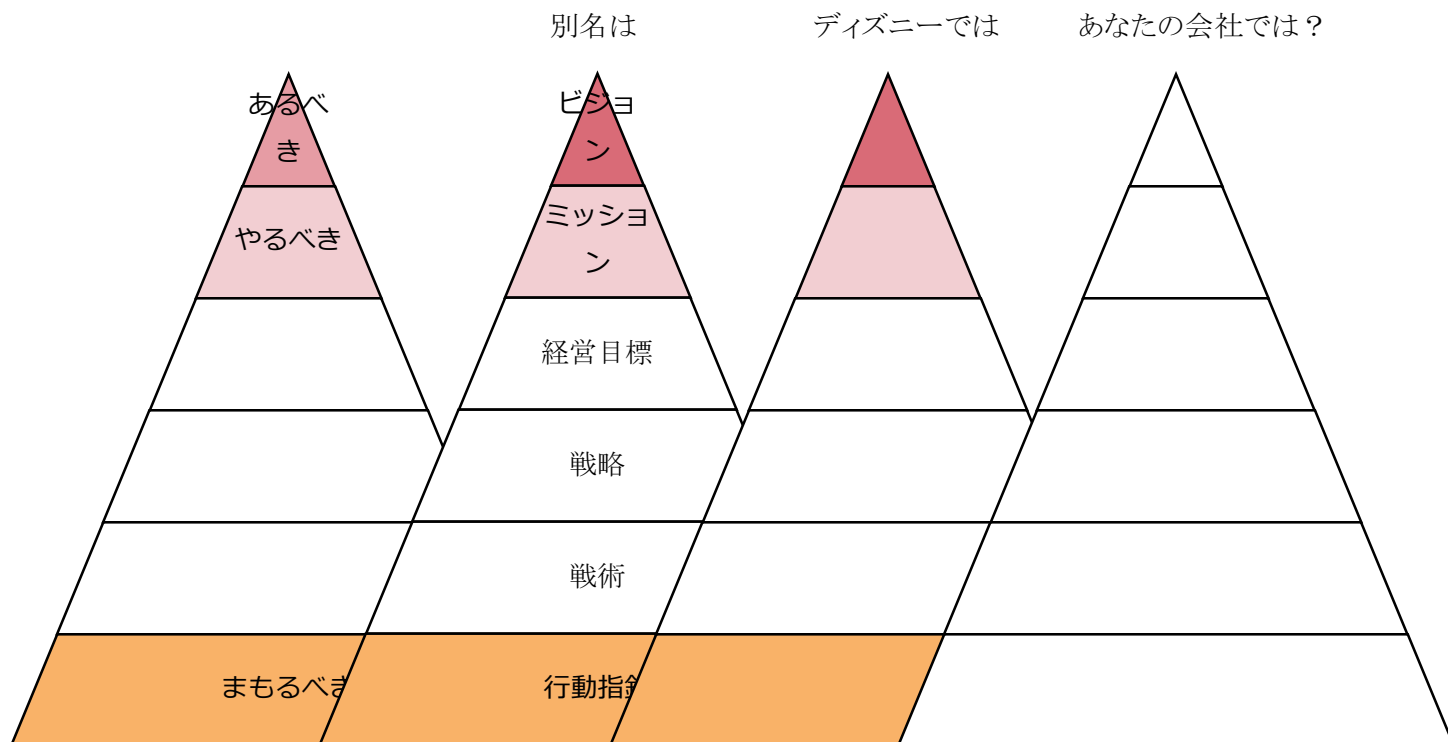 別名は
ディズニーでは
あなたの会社では？
あるべ
き
ビジョ
ン
やるべき
ミッショ
ン
経営目標
戦略
戦術
まもるべき
行動指針